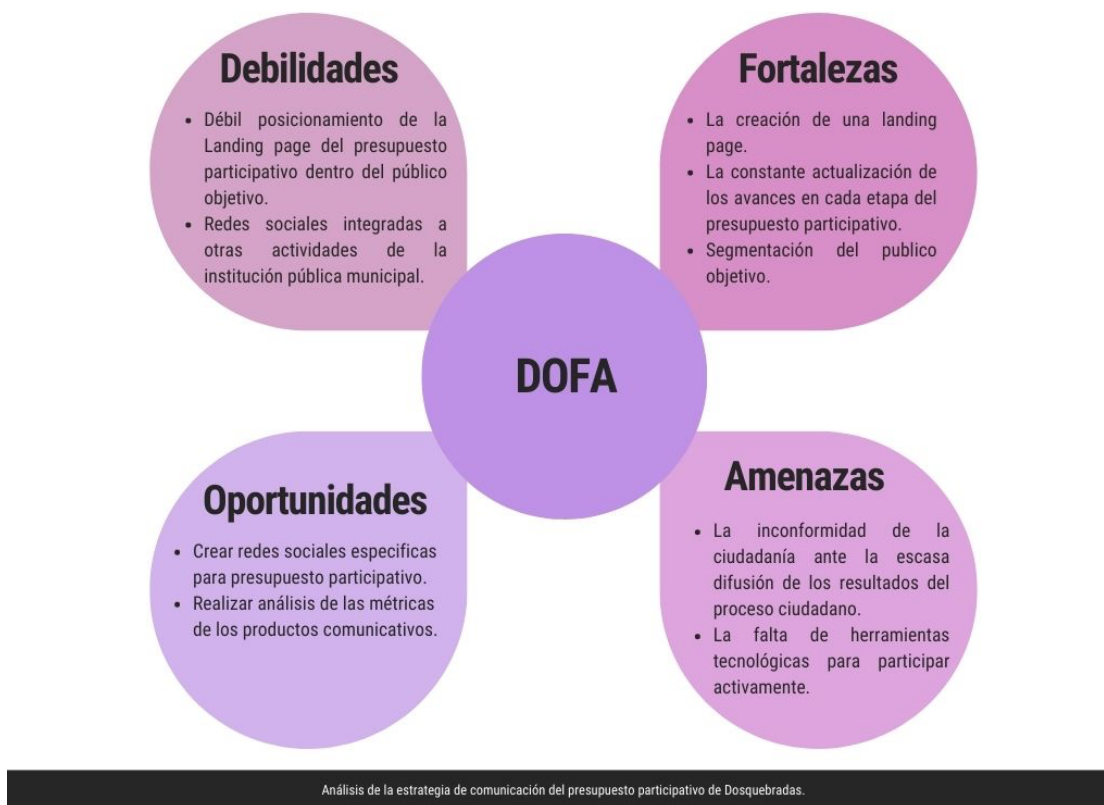 Debilidades
• Débil posicionamiento de la
Landing page del presupuesto
participativo dentro del público
objetivo.
• Redes sociales integradas a
otras actividades de la
institución pública municipal.
Fortalezas
• La creación de una landing
page.
• La constante actualización de
los avances en cada etapa del
presupuesto participativo.
• Segmentación del publico
objetivo.
DOFA
Oportunidades
• Crear redes sociales especificas
para presupuesto participativo.
• Realizar análisis de las métricas
de los productos comunicativos.
Amenazas
• La inconformidad de la
ciudadanía ante la escasa
difusión de los resultados del
proceso ciudadano.
• La falta de herramientas
tecnológicas para participar
activamente.
Análisis de la estrategia de comunicación del presupuesto participativo de Dosquebradas.